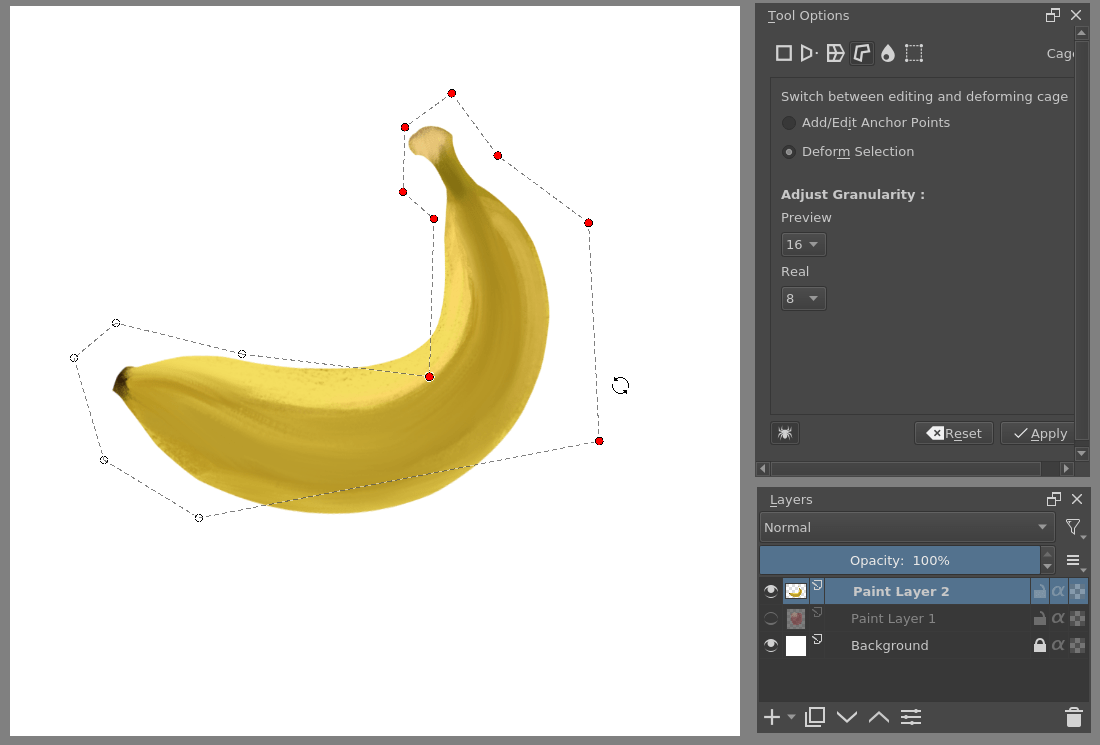 Tool Options
Cage
Switch between editing and deforming cage
Add/Edit Anchor Points
Deform Selection
Adjust Granularity :
Preview
16
Real
8
Reset
Apply
Layers
Normal
Opacity: 100%
Paint Layer 2
α
Paint Layer 1
α
Background
α